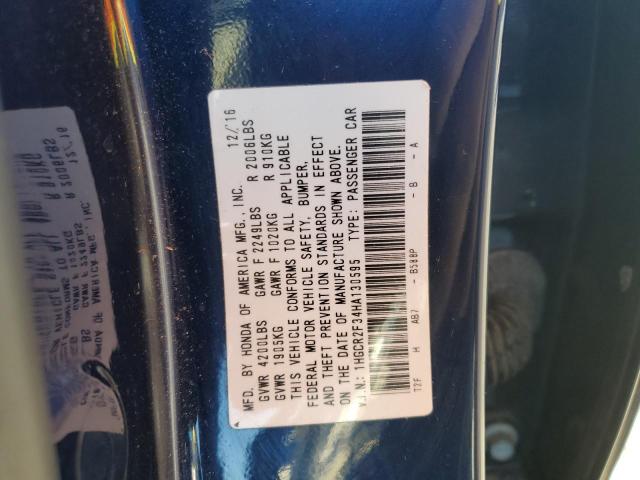 MFD. BY HONDA OF AMERICA MFG., INC. 12/'16
GVWR 4200LBS GAWR F 2249LBS R 2006LBS
GVWR 1905KG GAWR F 1020KG R 910KG
THIS VEHICLE CONFORMS TO ALL APPLICABLE
FEDERAL MOTOR VEHICLE SAFETY, BUMPER,
AND THEFT PREVENTION STANDARDS IN EFFECT
ON THE DATE OF MANUFACTURE SHOWN ABOVE.
V.I.N.: 1HGCR2F34HA130595 TYPE: PASSENGER CAR
T2F H AB7 - B588P - B - A